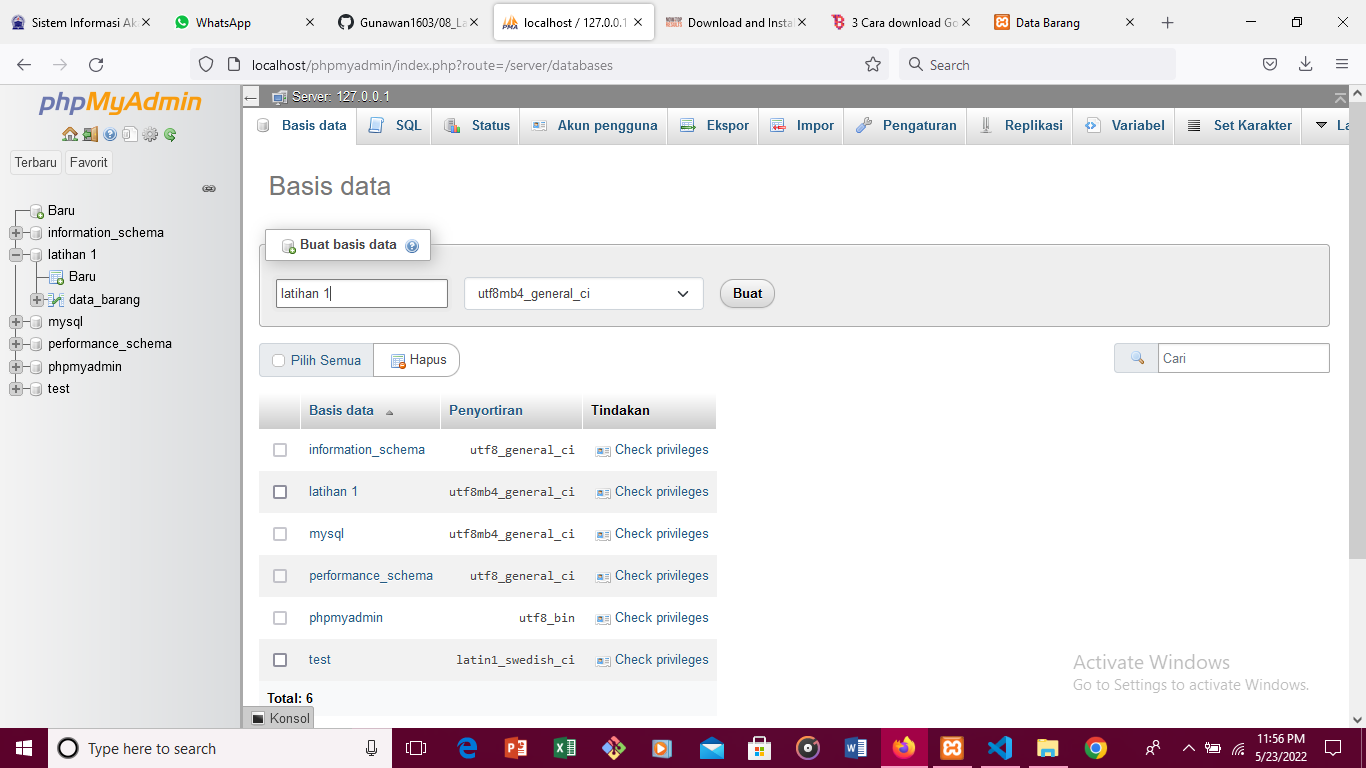 Sistem Informasi Ak
WhatsApp
Gunawan1603/08_La
localhost / 127.0.0.1
Download and Instal
3 Cara download Go
Data Barang
localhost/phpmyadmin/index.php?route=/server/databases
Search
phpMyAdmin
Terbaru Favorit
Baru
information_schema
latihan 1
Baru
data_barang
mysql
performance_schema
phpmyadmin
test
Server: 127.0.0.1
Basis data SQL Status Akun pengguna Ekspor Impor Pengaturan Replikasi Variabel Set Karakter La
Basis data
Buat basis data
latihan 1 utf8mb4_general_ci Buat
Pilih Semua Hapus Cari
Basis data Penyortiran Tindakan
information_schema utf8_general_ci Check privileges
latihan 1 utf8mb4_general_ci Check privileges
mysql utf8mb4_general_ci Check privileges
performance_schema utf8_general_ci Check privileges
phpmyadmin utf8_bin Check privileges
test latin1_swedish_ci Check privileges
Total: 6
Konsol
Activate Windows
Go to Settings to activate Windows.
Type here to search
11:56 PM
5/23/2022